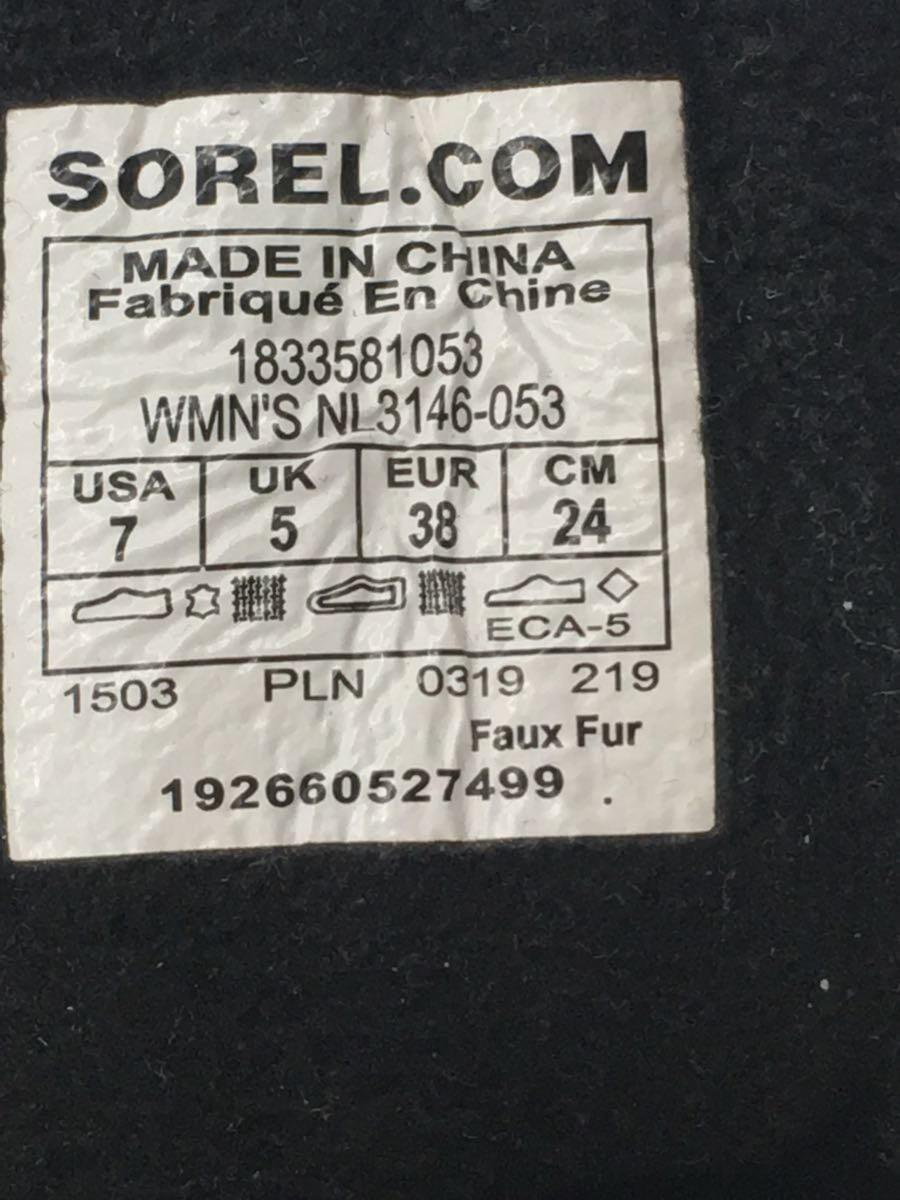 SOREL.COM
MADE IN CHINA
Fabriqué En Chine
1833581053
WMN'S NL3146-053
USA UK EUR CM
7 5 38 24
ECA-5
1503 PLN 0319 219
Faux Fur
192660527499 .